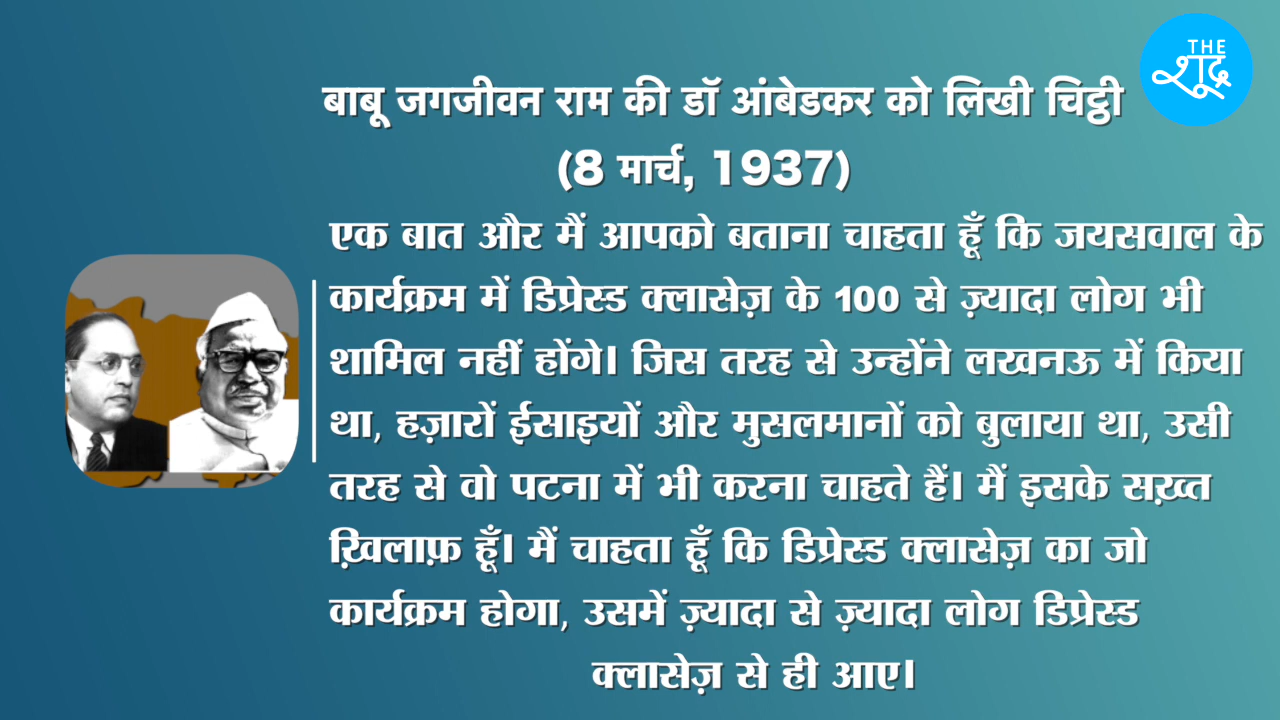 THE
शूद्र
बाबू जगजीवन राम की डॉ आंबेडकर को लिखी चिट्ठी
(8 मार्च, 1937)
एक बात और मैं आपको बताना चाहता हूँ कि जयसवाल के
कार्यक्रम में डिप्रेस्ड क्लासेज़ के 100 से ज़्यादा लोग भी
शामिल नहीं होंगे। जिस तरह से उन्होंने लखनऊ में किया
था, हज़ारों ईसाइयों और मुसलमानों को बुलाया था, उसी
तरह से वो पटना में भी करना चाहते हैं। मैं इसके सख़्त
ख़िलाफ़ हूँ। मैं चाहता हूँ कि डिप्रेस्ड क्लासेज़ का जो
कार्यक्रम होगा, उसमें ज़्यादा से ज़्यादा लोग डिप्रेस्ड
क्लासेज़ से ही आए।